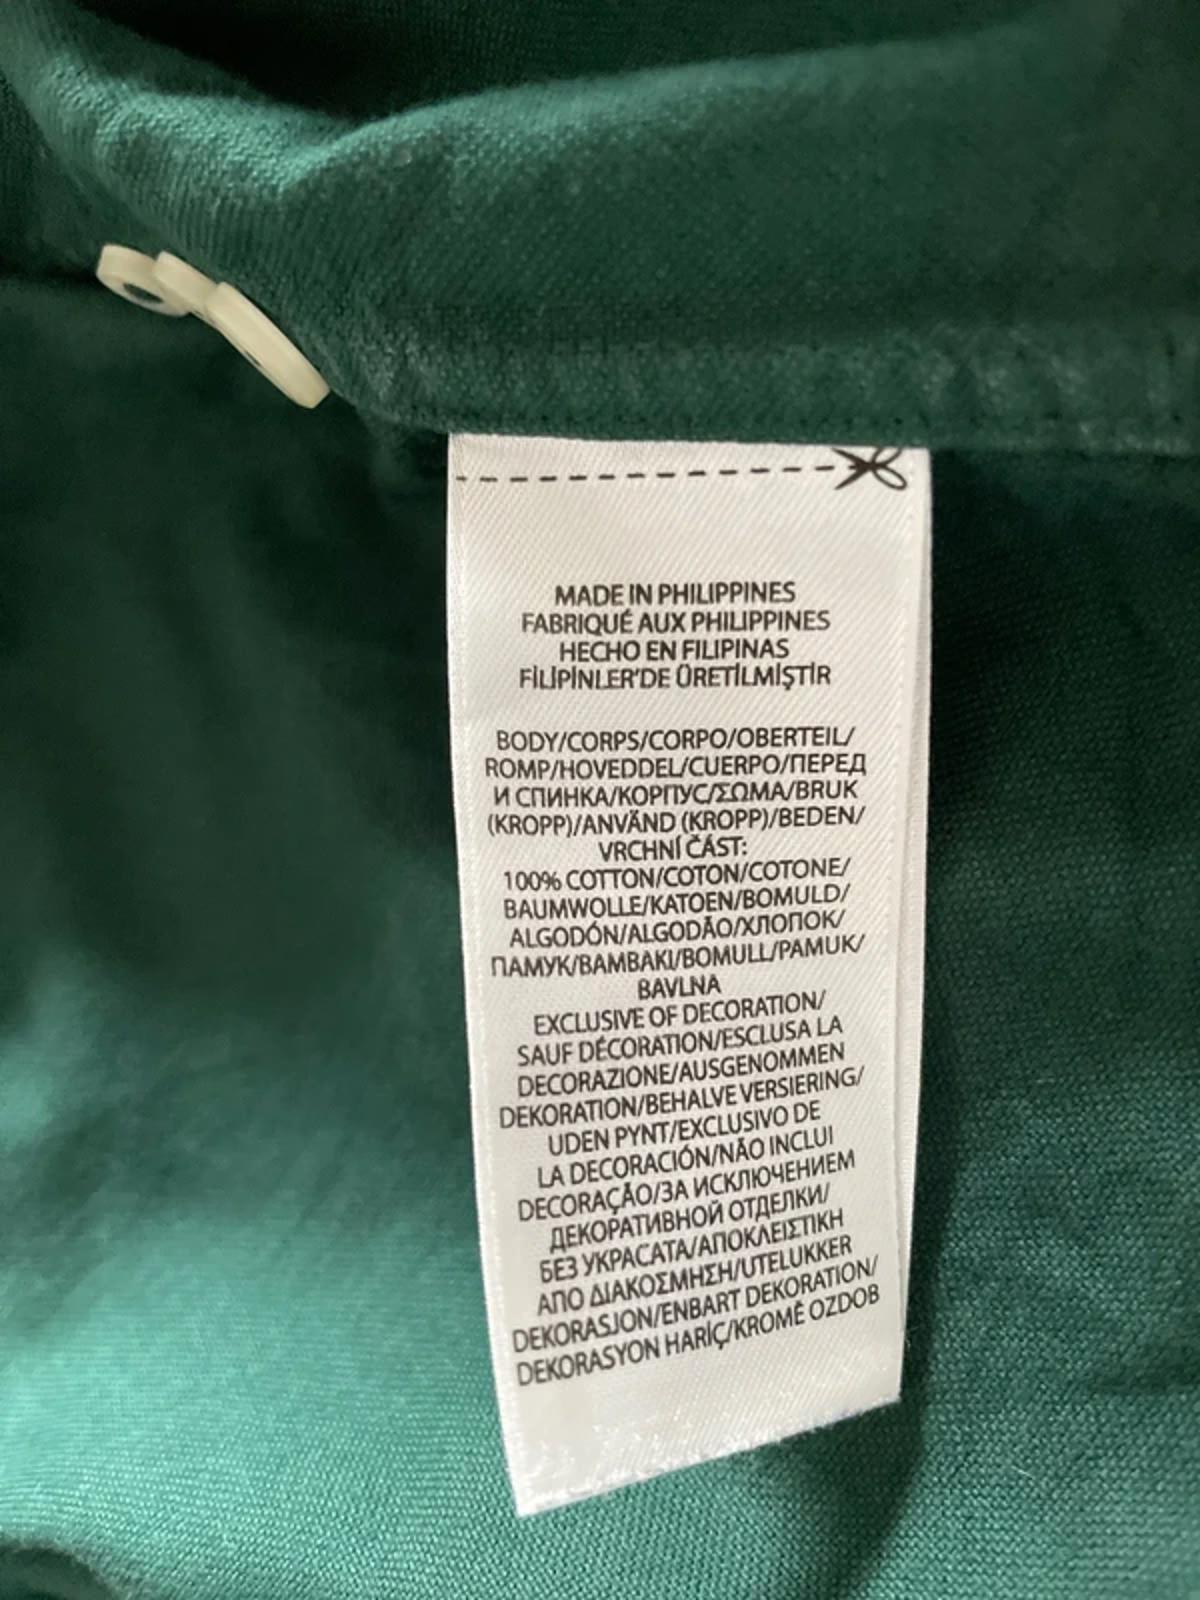 MADE IN PHILIPPINES
FABRIQUÉ AUX PHILIPPINES
HECHO EN FILIPINAS
FİLİPİNLER'DE ÜRETİLMİŞTİR
BODY/CORPS/CORPO/OBERTEIL/
ROMP/HOVEDDEL/CUERPO/ПЕРЕД
И СПИНКА/КОРПУС/ΣΩΜΑ/BRUK
(KROPP)/ANVÄND (KROPP)/BEDEN/
VRCHNÍ ČÁST:
100% COTTON/COTON/COTONE/
BAUMWOLLE/KATOEN/BOMULD/
ALGODÓN/ALGODÃO/ХЛОПОК/
ПАМУК/BAMBAKI/BOMULL/PAMUK/
BAVLNA
EXCLUSIVE OF DECORATION/
SAUF DÉCORATION/ESCLUSA LA
DECORAZIONE/AUSGENOMMEN
DEKORATION/BEHALVE VERSIERING/
UDEN PYNT/EXCLUSIVO DE
LA DECORACIÓN/NÃO INCLUI
DECORAÇÃO/ЗА ИСКЛЮЧЕНИЕМ
ДЕКОРАТИВНОЙ ОТДЕЛКИ/
БЕЗ УКРАСАТА/ΑΠΟΚΛΕΙΣΤΙΚΗ
ΑΠΟ ΔΙΑΚΟΣΜΗΣΗ/UTELUKKER
DEKORASJON/ENBART DEKORATION/
DEKORASYON HARİÇ/KROMĚ OZDOB